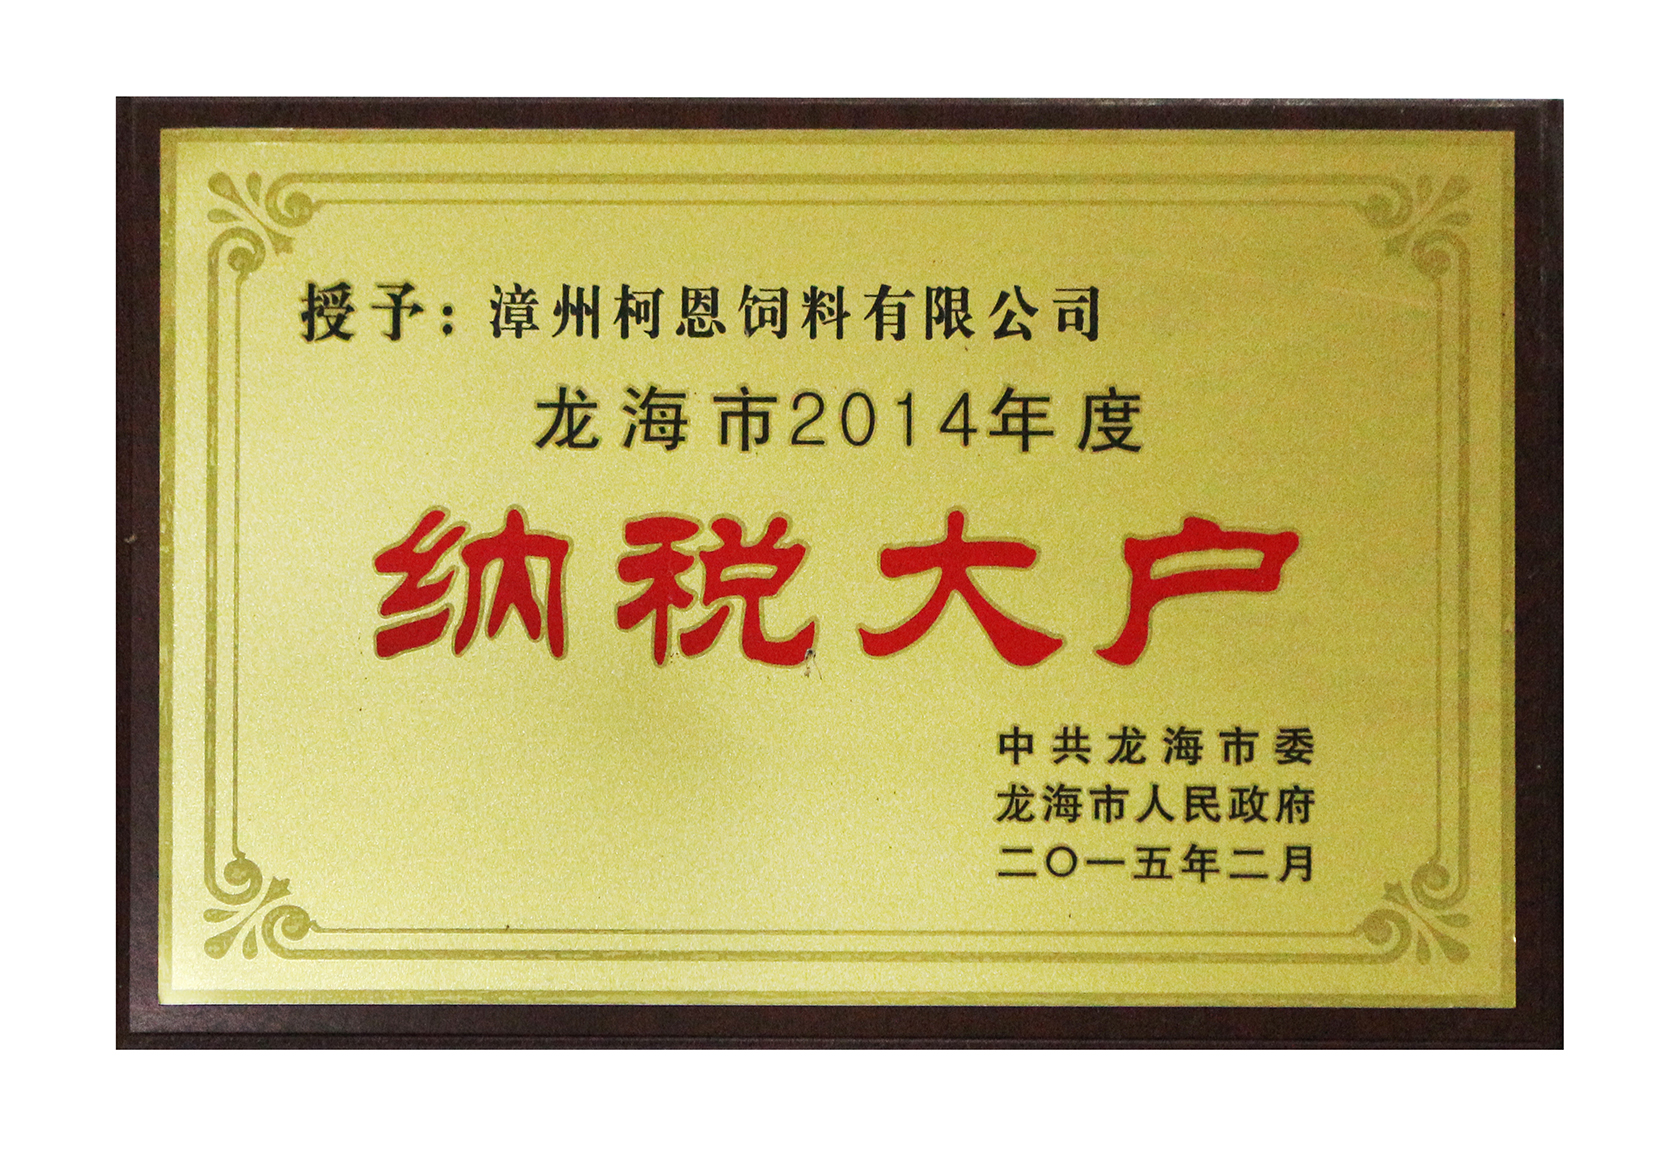 授予：漳州柯恩饲料有限公司
龙海市2014年度
纳税大户
中共龙海市委
龙海市人民政府
二〇一五年二月